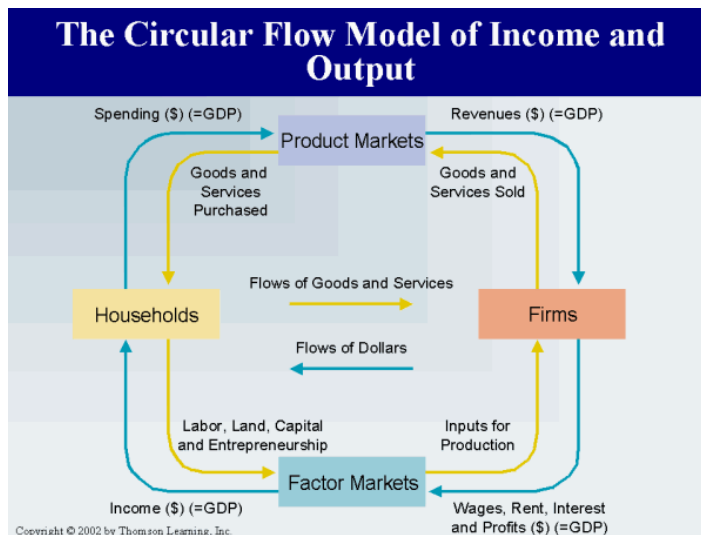 The Circular Flow Model of Income and
Output
Spending ($) (=GDP)
Revenues ($) (=GDP)
Product Markets
Goods and
Services
Purchased
Goods and
Services Sold
Flows of Goods and Services
Households
Firms
Flows of Dollars
Labor, Land, Capital
and Entrepreneurship
Inputs for
Production
Factor Markets
Income ($) (=GDP)
Wages, Rent, Interest
and Profits ($) (=GDP)
Copyright © 2002 by Thomson Learning, Inc.